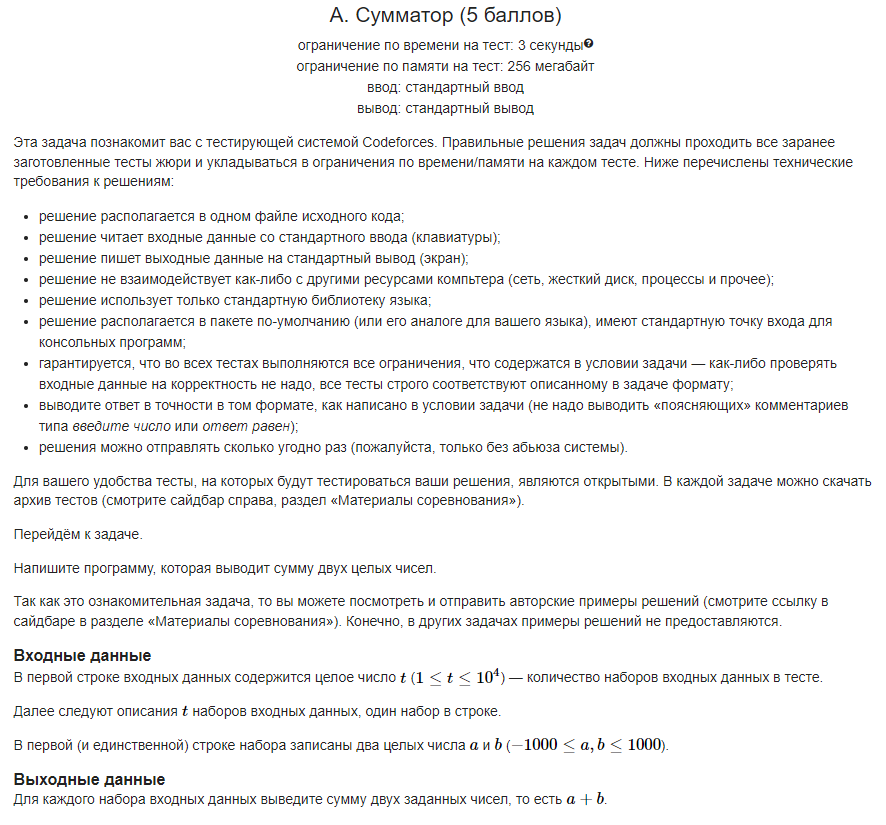 А. Сумматор (5 баллов)
ограничение по времени на тест: 3 секунды
ограничение по памяти на тест: 256 мегабайт
ввод: стандартный ввод
вывод: стандартный вывод
Эта задача познакомит вас с тестирующей системой Codeforces. Правильные решения задач должны проходить все заранее
заготовленные тесты жюри и укладываться в ограничения по времени/памяти на каждом тесте. Ниже перечислены технические
требования к решениям:
• решение располагается в одном файле исходного кода;
• решение читает входные данные со стандартного ввода (клавиатуры);
• решение пишет выходные данные на стандартный вывод (экран);
• решение не взаимодействует как-либо с другими ресурсами компьтера (сеть, жесткий диск, процессы и прочее);
• решение использует только стандартную библиотеку языка;
• решение располагается в пакете по-умолчанию (или его аналоге для вашего языка), имеют стандартную точку входа для
консольных программ;
• гарантируется, что во всех тестах выполняются все ограничения, что содержатся в условии задачи — как-либо проверять
входные данные на корректность не надо, все тесты строго соответствуют описанному в задаче формату;
• выводите ответ в точности в том формате, как написано в условии задачи (не надо выводить «поясняющих» комментариев
типа введите число или ответ равен);
• решения можно отправлять сколько угодно раз (пожалуйста, только без абьюза системы).
Для вашего удобства тесты, на которых будут тестироваться ваши решения, являются открытыми. В каждой задаче можно скачать
архив тестов (смотрите сайдбар справа, раздел «Материалы соревнования»).
Перейдём к задаче.
Напишите программу, которая выводит сумму двух целых чисел.
Так как это ознакомительная задача, то вы можете посмотреть и отправить авторские примеры решений (смотрите ссылку в
сайдбаре в разделе «Материалы соревнования»). Конечно, в других задачах примеры решений не предоставляются.
Входные данные
В первой строке входных данных содержится целое число t (1 ≤ t ≤ 10⁴) — количество наборов входных данных в тесте.
Далее следуют описания t наборов входных данных, один набор в строке.
В первой (и единственной) строке набора записаны два целых числа a и b (−1000 ≤ a, b ≤ 1000).
Выходные данные
Для каждого набора входных данных выведите сумму двух заданных чисел, то есть a + b.